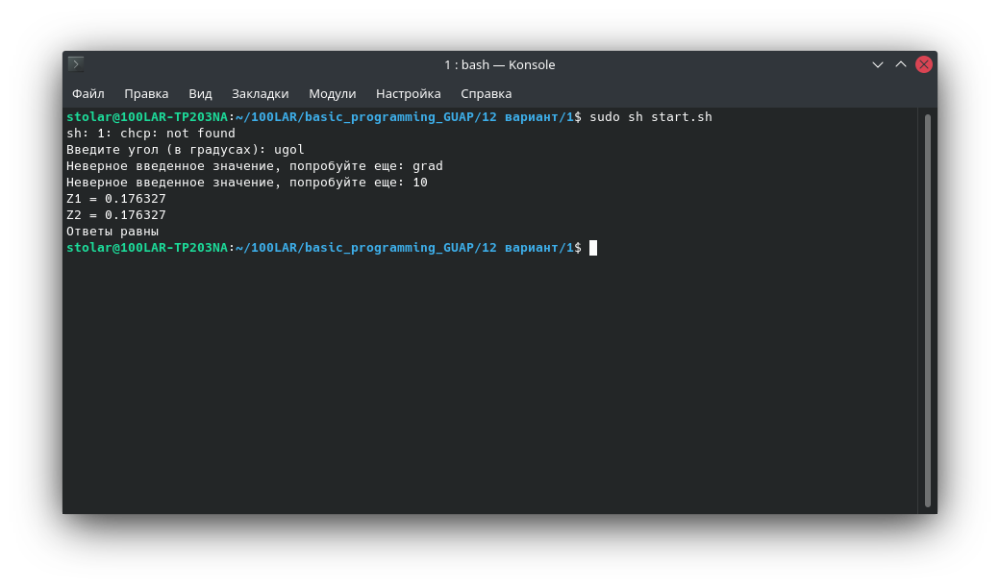 1 : bash — Konsole
Файл Правка Вид Закладки Модули Настройка Справка
stolar@100LAR-TP203NA:~/100LAR/basic_programming_GUAP/12 вариант/1$ sudo sh start.sh
sh: 1: chcp: not found
Введите угол (в градусах): ugol
Неверное введенное значение, попробуйте еще: grad
Неверное введенное значение, попробуйте еще: 10
Z1 = 0.176327
Z2 = 0.176327
Ответы равны
stolar@100LAR-TP203NA:~/100LAR/basic_programming_GUAP/12 вариант/1$